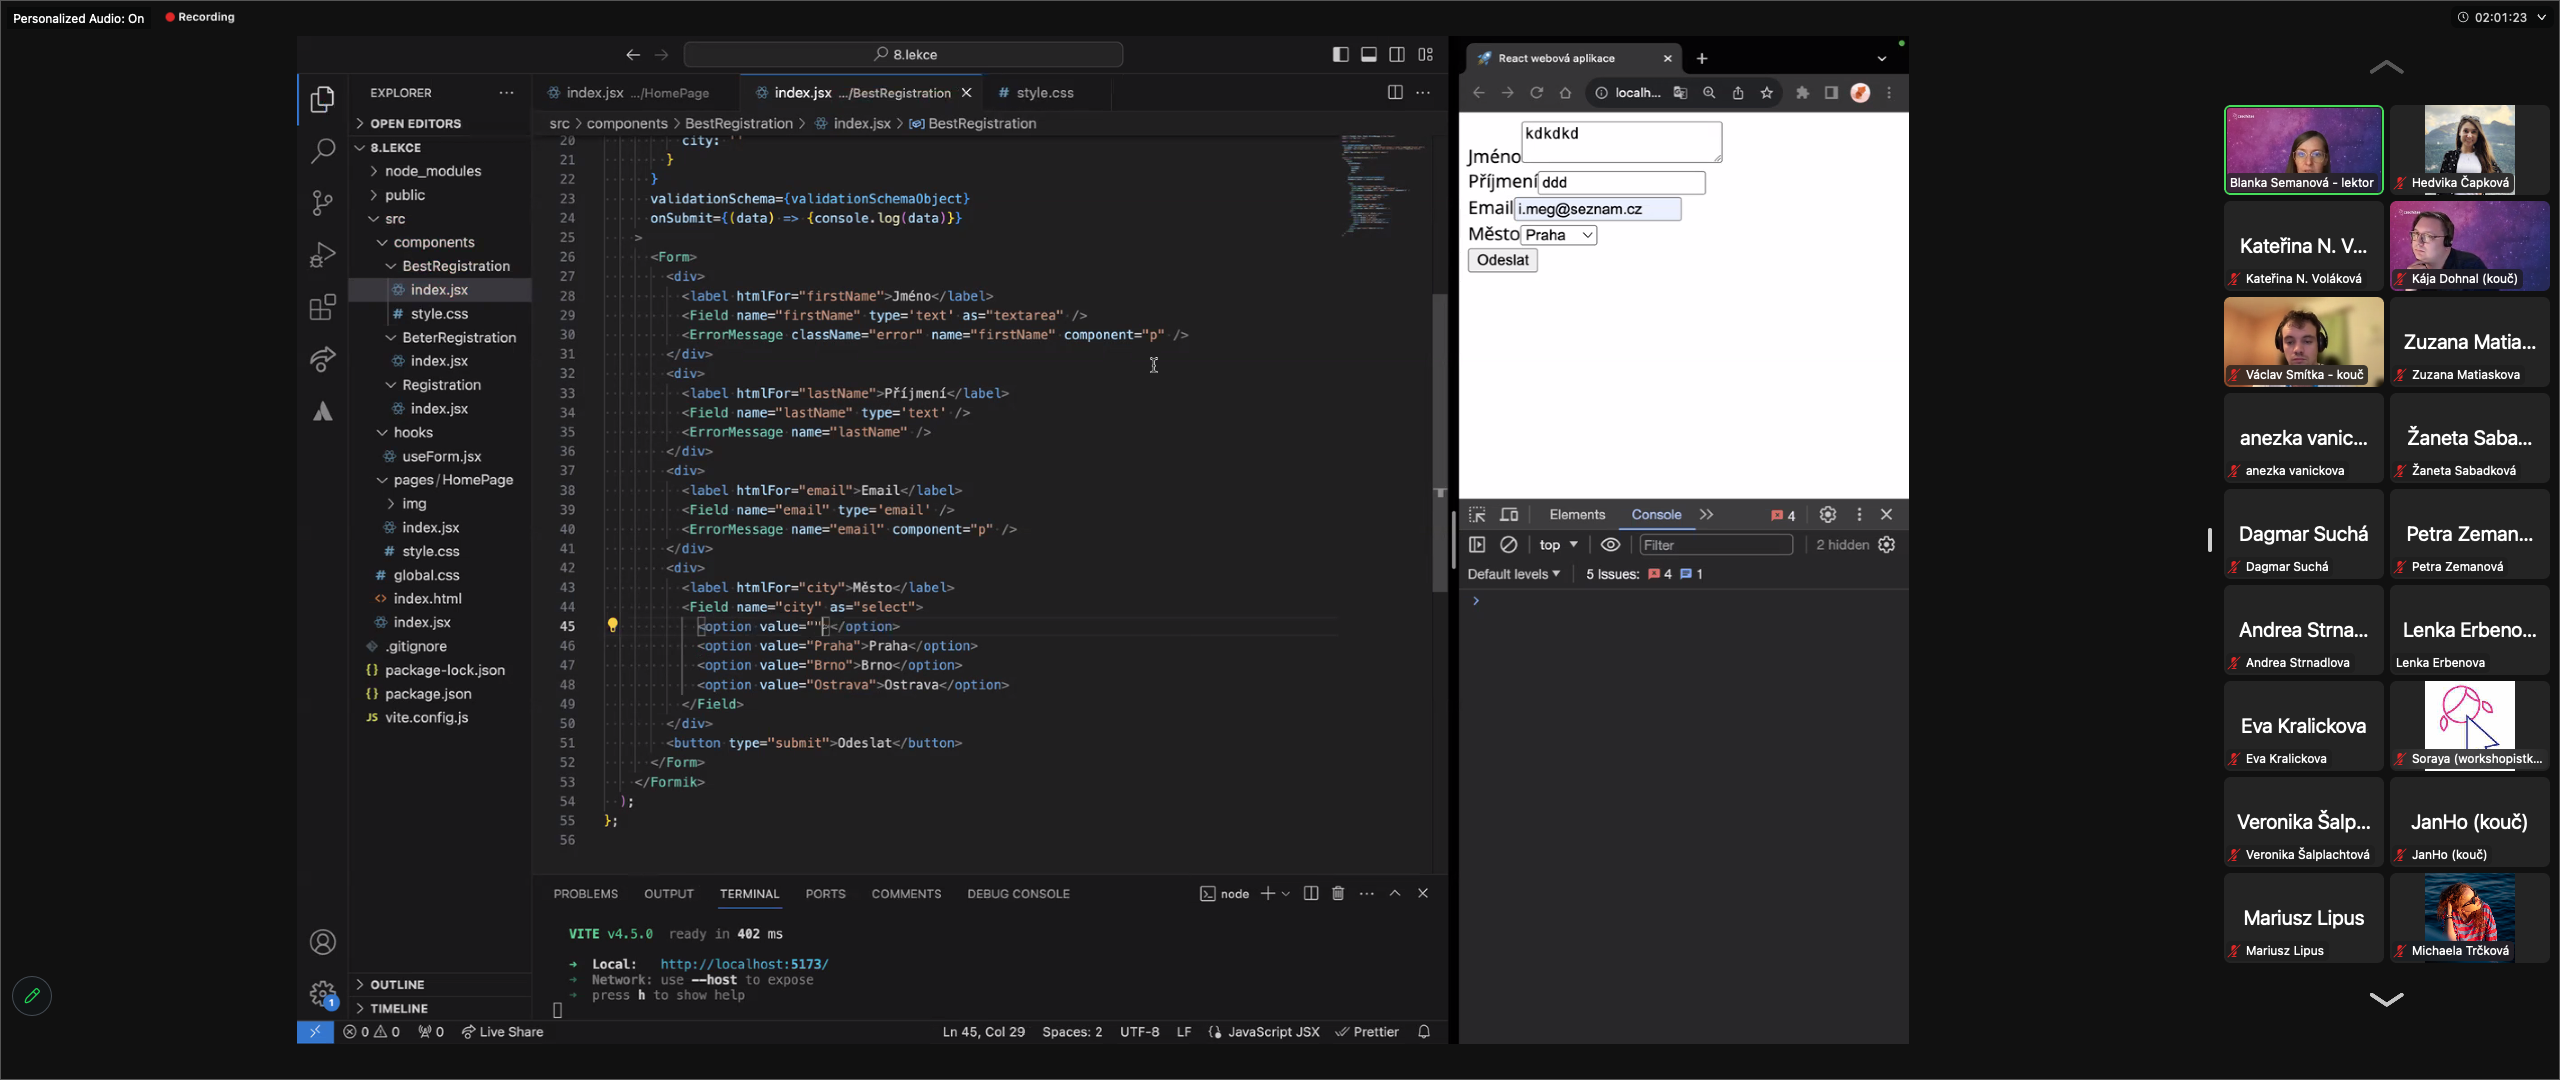 Personalized Audio: On
Recording
02:01:23
8.lekce
EXPLORER
OPEN EDITORS
8.LEKCE
node_modules
public
src
components
BestRegistration
index.jsx
style.css
BeterRegistration
index.jsx
Registration
index.jsx
hooks
useForm.jsx
pages/HomePage
img
index.jsx
style.css
global.css
index.html
index.jsx
.gitignore
package-lock.json
package.json
vite.config.js
OUTLINE
TIMELINE
index.jsx .../HomePage
index.jsx .../BestRegistration
style.css
src > components > BestRegistration > index.jsx > BestRegistration
20 city: ''
21 }
22 }
23 validationSchema={validationSchemaObject}
24 onSubmit={(data) => {console.log(data)}}
25 >
26 <Form>
27 <div>
28 <label htmlFor="firstName">Jméno</label>
29 <Field name="firstName" type='text' as="textarea" />
30 <ErrorMessage className="error" name="firstName" component="p" />
31 </div>
32 <div>
33 <label htmlFor="lastName">Příjmení</label>
34 <Field name="lastName" type='text' />
35 <ErrorMessage name="lastName" />
36 </div>
37 <div>
38 <label htmlFor="email">Email</label>
39 <Field name="email" type='email' />
40 <ErrorMessage name="email" component="p" />
41 </div>
42 <div>
43 <label htmlFor="city">Město</label>
44 <Field name="city" as="select">
45 <option value=""></option>
46 <option value="Praha">Praha</option>
47 <option value="Brno">Brno</option>
48 <option value="Ostrava">Ostrava</option>
49 </Field>
50 </div>
51 <button type="submit">Odeslat</button>
52 </Form>
53 </Formik>
54 );
55 };
56
PROBLEMS OUTPUT TERMINAL PORTS COMMENTS DEBUG CONSOLE
node
VITE v4.5.0 ready in 402 ms
➜ Local: http://localhost:5173/
➜ Network: use --host to expose
➜ press h to show help
1
0 0 0 Live Share
Ln 45, Col 29 Spaces: 2 UTF-8 LF JavaScript JSX Prettier
React webová aplikace
localh...
Jméno kdkdkd
Příjmení ddd
Email i.meg@seznam.cz
Město Praha
Odeslat
Elements Console 4
top Filter 2 hidden
Default levels 5 Issues: 4 1
Blanka Semanová - lektor
Hedvika Čapková
Kateřina N. V...
Kateřina N. Voláková
Kája Dohnal (kouč)
Václav Smítka - kouč
Zuzana Matia...
Zuzana Matiaskova
anezka vanic...
anezka vanickova
Žaneta Saba...
Žaneta Sabadková
Dagmar Suchá
Dagmar Suchá
Petra Zeman...
Petra Zemanová
Andrea Strna...
Andrea Strnadlova
Lenka Erbeno...
Lenka Erbenova
Eva Kralickova
Eva Kralickova
Soraya (workshopistk...
Veronika Šalp...
Veronika Šalplachtová
JanHo (kouč)
JanHo (kouč)
Mariusz Lipus
Mariusz Lipus
Michaela Trčková